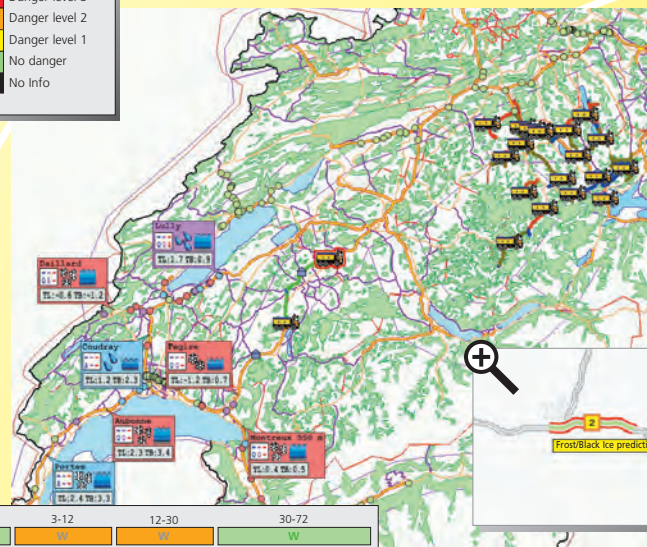 Danger level 2
Danger level 1
No danger
No Info
Lully
TL:1.7 TB:0.9
Daillard
TL:-0.6 TB:-1.2
Coudray
TL:1.2 TB:2.3
Pegire
TL:-1.2 TB:0.7
Aubonne
TL:2.3 TB:3.4
Montreux 550 m
TL:0.4 TB:0.5
Portes
TL:2.4 TB:3.3
2
Frost/Black Ice predicti
3-12 12-30 30-72
W W W